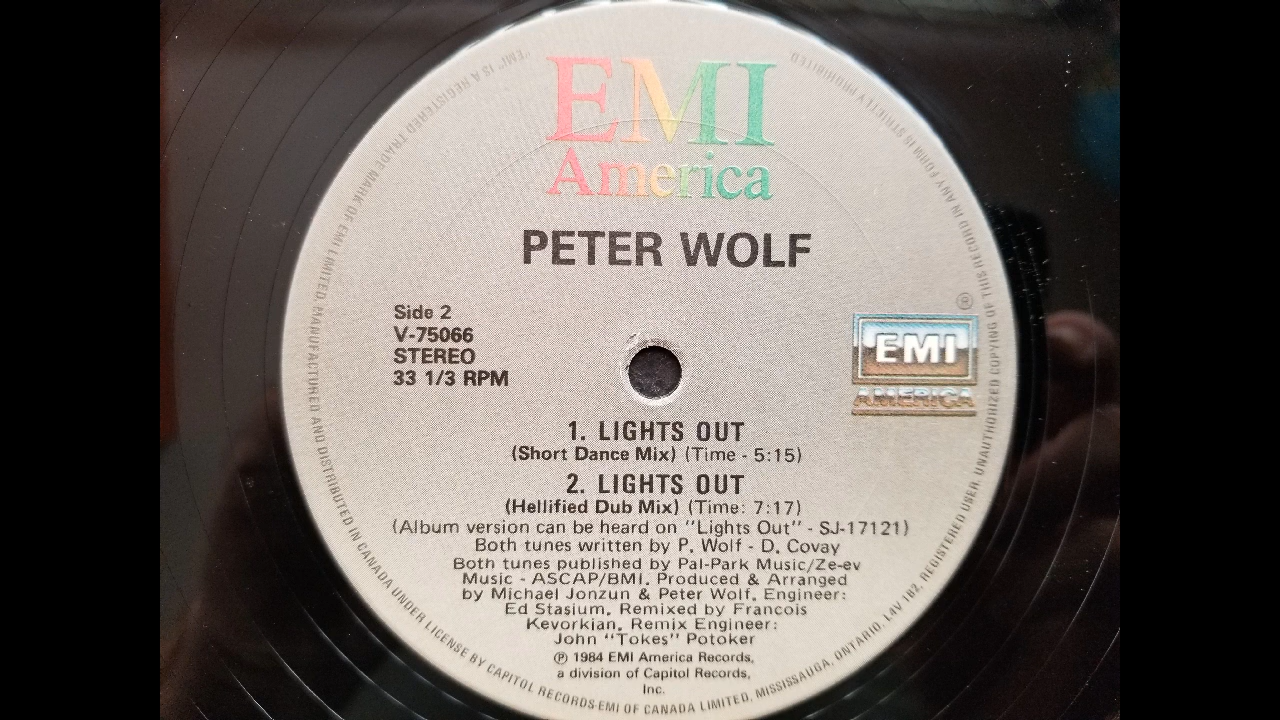 EMI
America
PETER WOLF
Side 2
V-75066
STEREO
33 1/3 RPM
®
EMI
AMERICA
1. LIGHTS OUT
(Short Dance Mix) (Time - 5:15)
2. LIGHTS OUT
(Hellified Dub Mix) (Time: 7:17)
(Album version can be heard on "Lights Out" - SJ-17121)
Both tunes written by P. Wolf - D. Covay
Both tunes published by Pal-Park Music/Ze-ev
Music - ASCAP/BMI. Produced & Arranged
by Michael Jonzun & Peter Wolf. Engineer:
Ed Stasium. Remixed by Francois
Kevorkian. Remix Engineer:
John "Tokes" Potoker
℗ 1984 EMI America Records,
a division of Capitol Records,
Inc.
"EMI" IS A REGISTERED TRADE MARK OF EMI LIMITED. MANUFACTURED AND DISTRIBUTED IN CANADA UNDER LICENSE BY CAPITOL RECORDS-EMI OF CANADA LIMITED, MISSISSAUGA, ONTARIO, L4V 1B2, REGISTERED USER. UNAUTHORIZED COPYING OF THIS RECORD IN ANY FORM IS STRICTLY PROHIBITED.